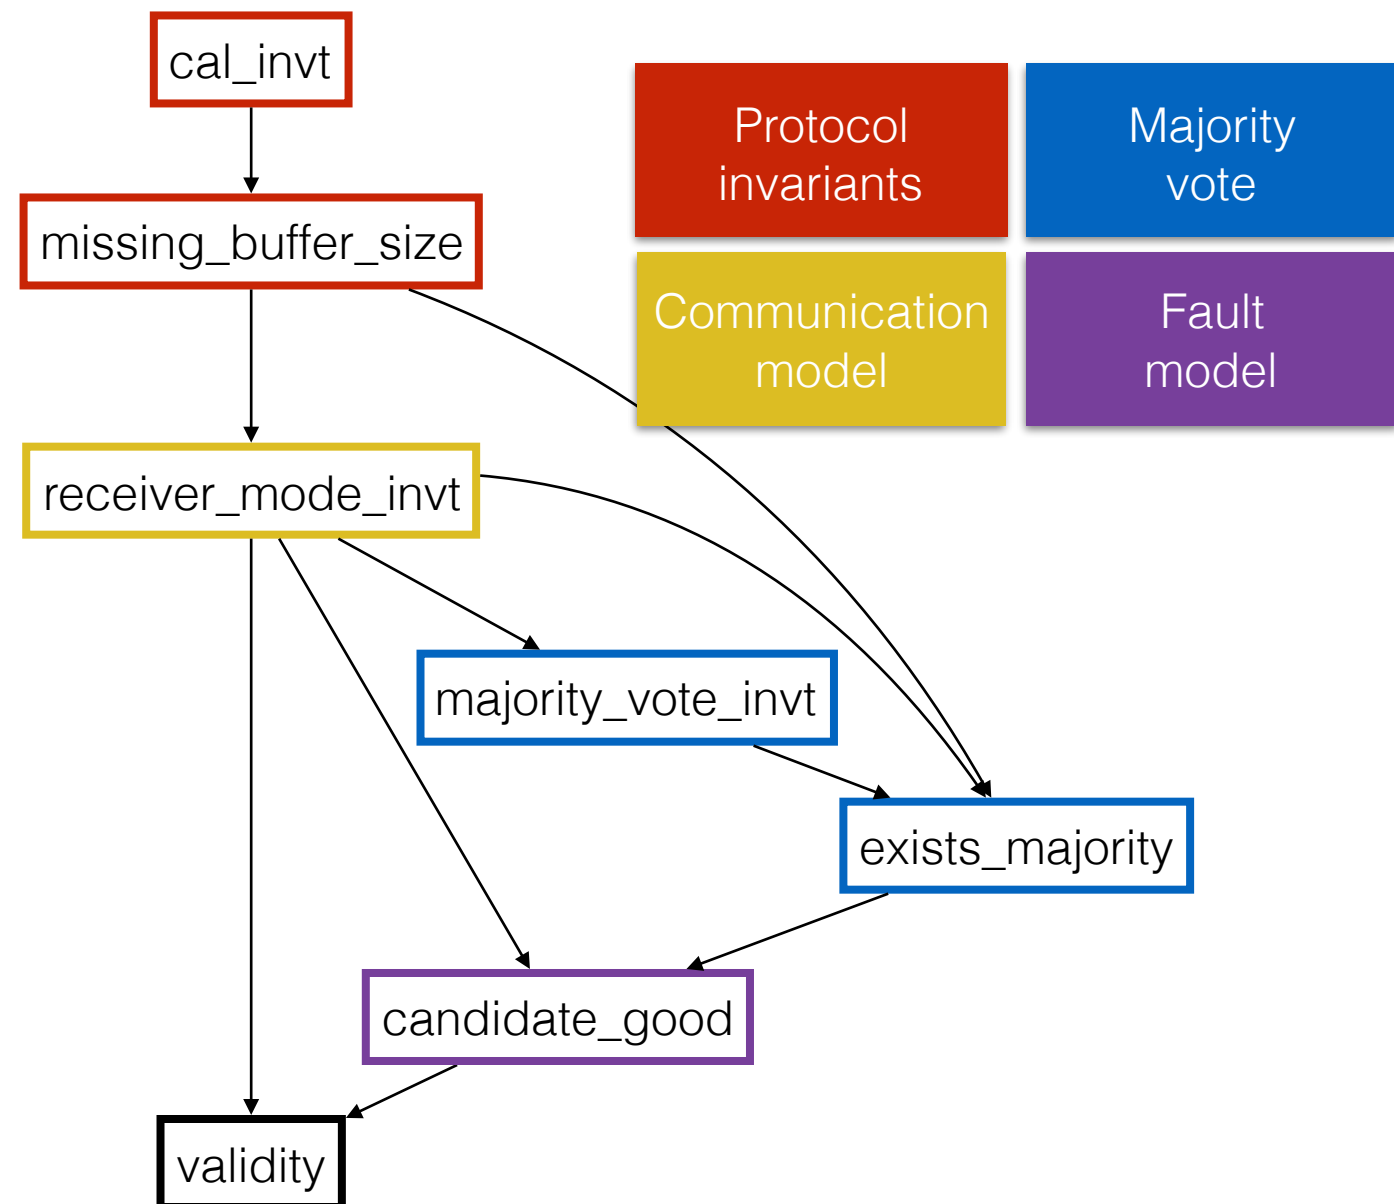 cal_invt
Protocol
invariants
Majority
vote
missing_buffer_size
Communication
model
Fault
model
receiver_mode_invt
majority_vote_invt
exists_majority
candidate_good
validity